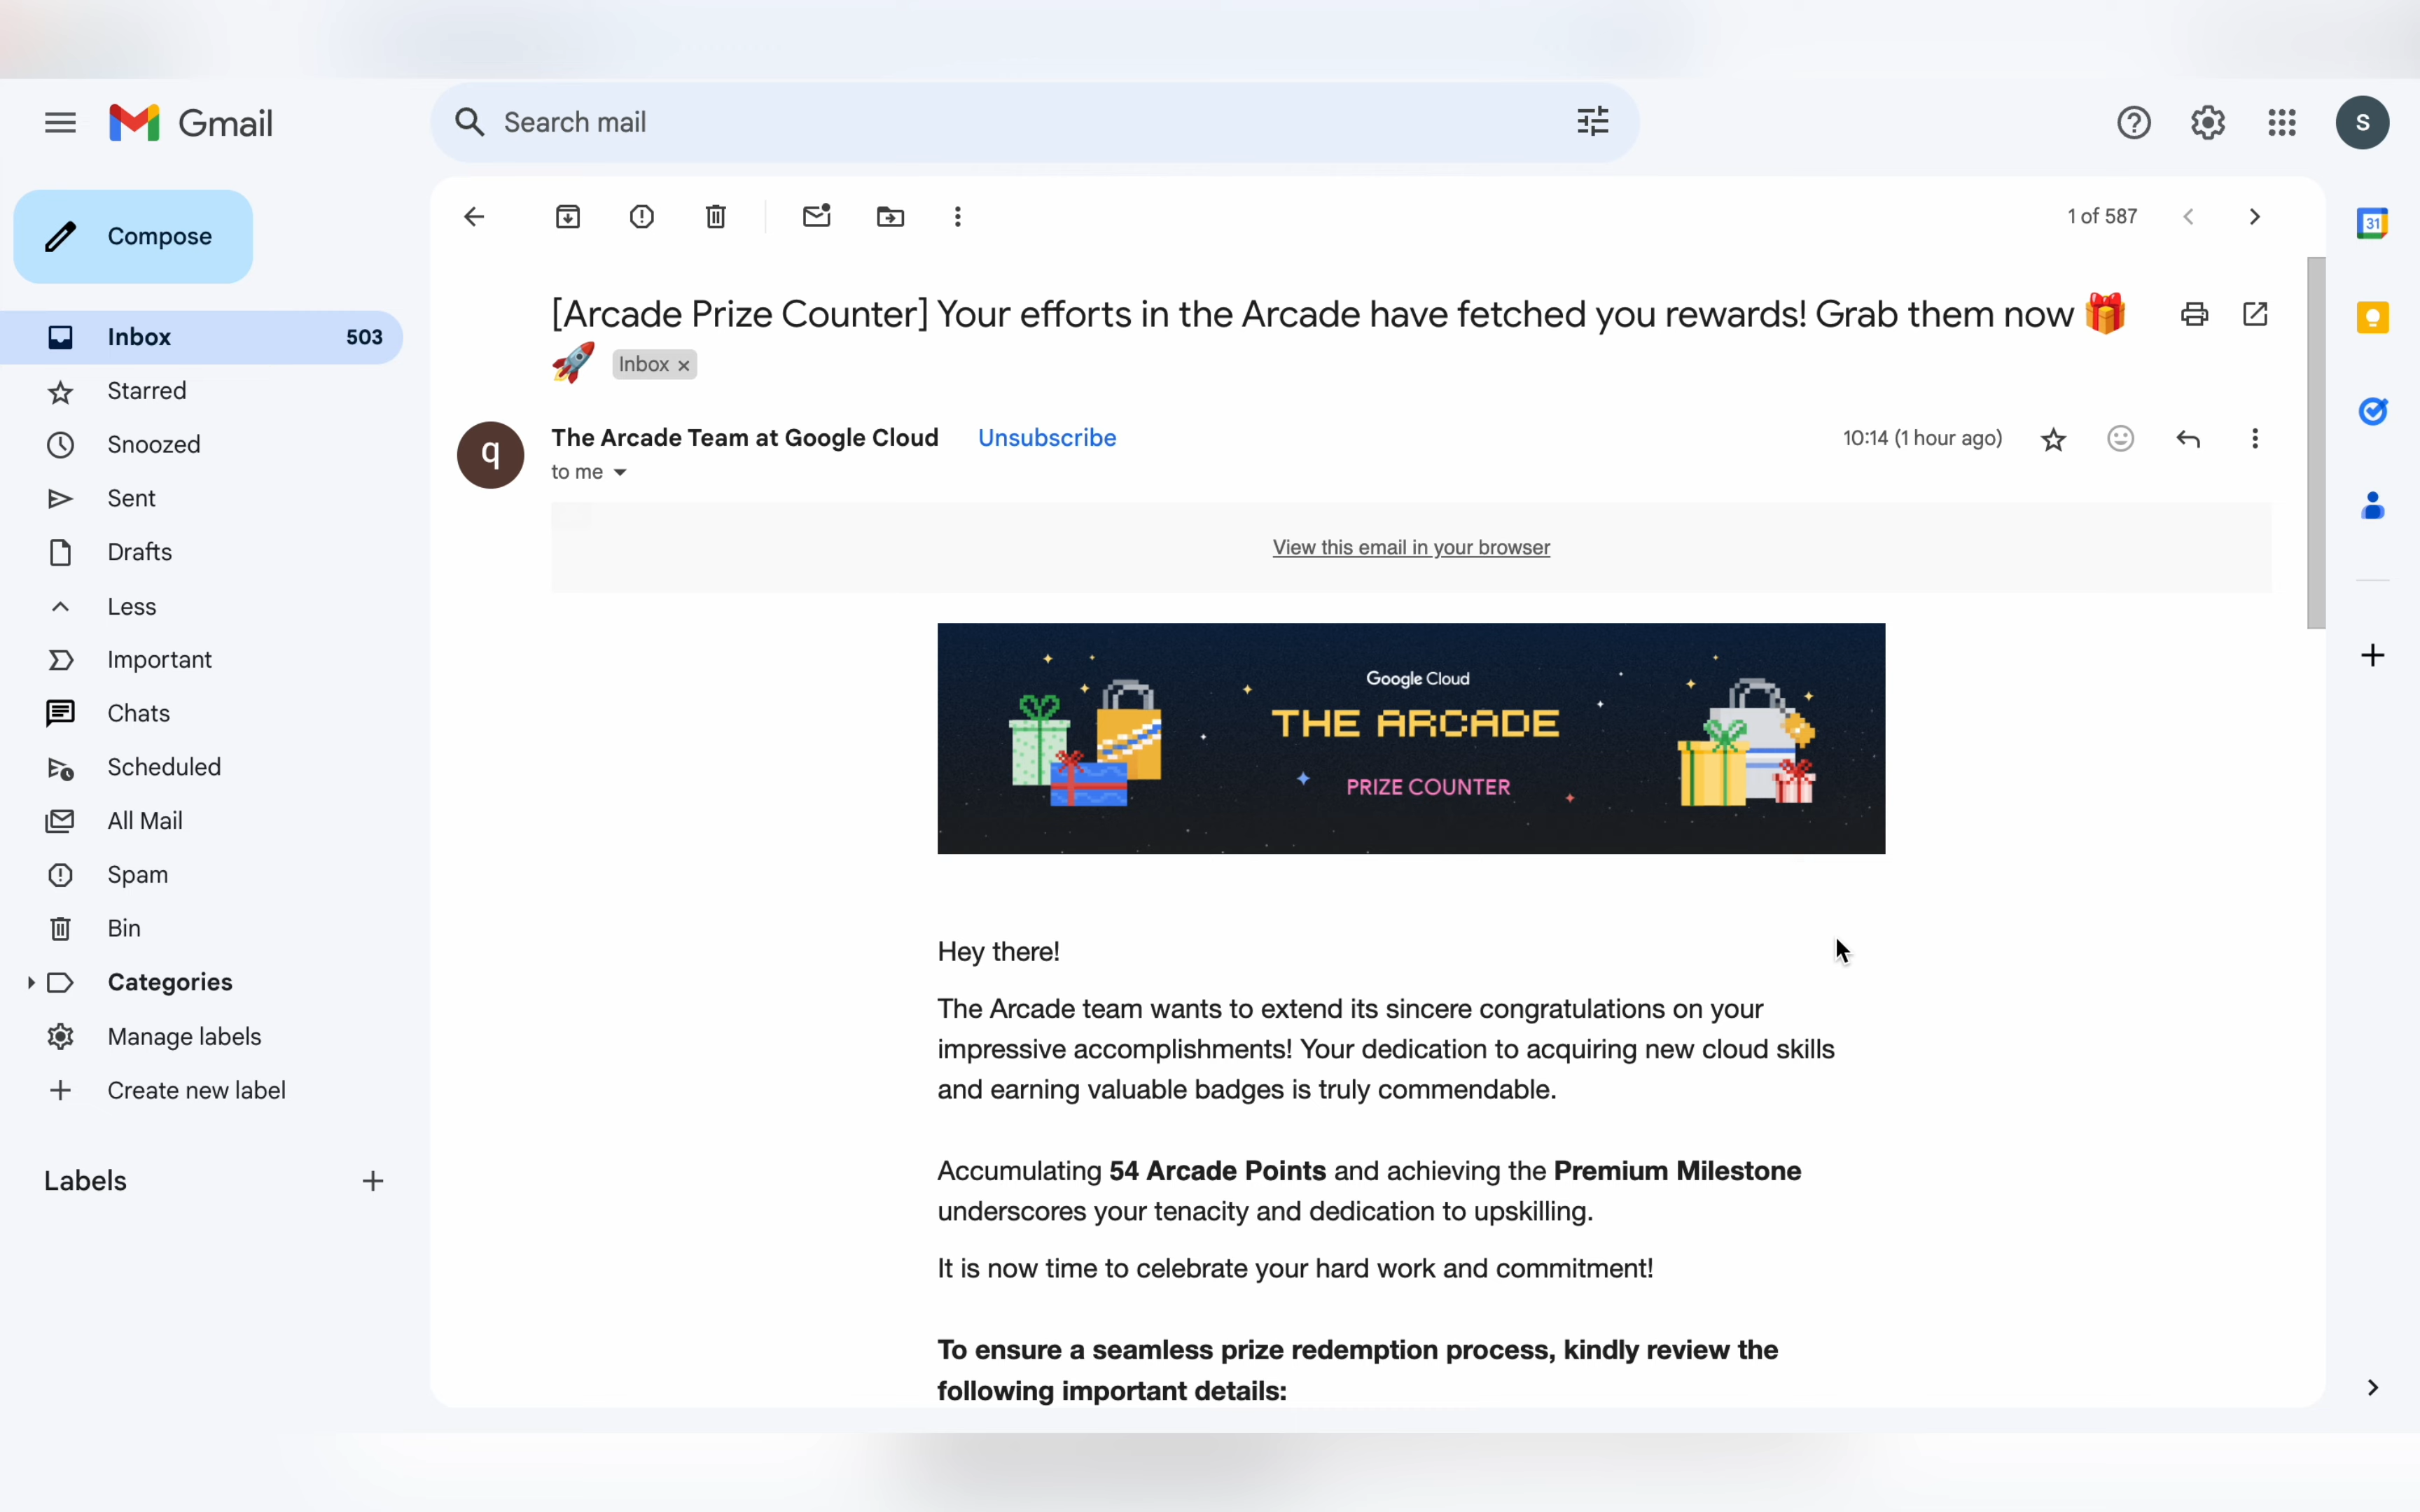 Gmail
Search mail
S
Compose
1 of 587
31
Inbox 503
Starred
Snoozed
Sent
Drafts
Less
Important
Chats
Scheduled
All Mail
Spam
Bin
Categories
Manage labels
Create new label
Labels
[Arcade Prize Counter] Your efforts in the Arcade have fetched you rewards! Grab them now 🎁
🚀 Inbox x
q
The Arcade Team at Google Cloud Unsubscribe
10:14 (1 hour ago)
to me
View this email in your browser
Google Cloud
THE ARCADE
PRIZE COUNTER
Hey there!
The Arcade team wants to extend its sincere congratulations on your
impressive accomplishments! Your dedication to acquiring new cloud skills
and earning valuable badges is truly commendable.
Accumulating 54 Arcade Points and achieving the Premium Milestone
underscores your tenacity and dedication to upskilling.
It is now time to celebrate your hard work and commitment!
To ensure a seamless prize redemption process, kindly review the
following important details: